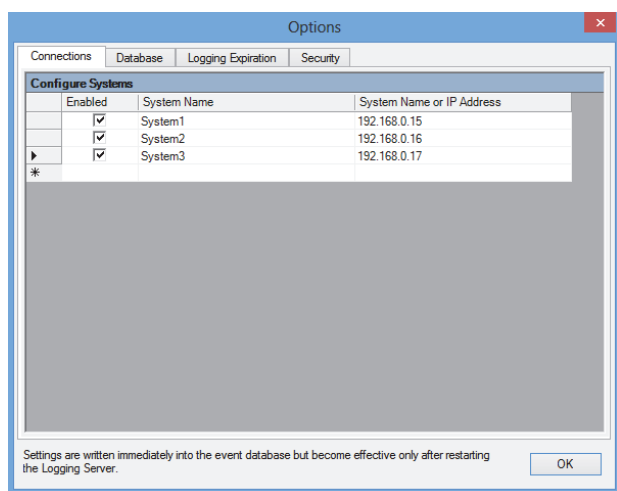 Options
Connections Database Logging Expiration Security
Configure Systems
Enabled System Name System Name or IP Address
System1 192.168.0.15
System2 192.168.0.16
System3 192.168.0.17
Settings are written immediately into the event database but become effective only after restarting
the Logging Server.
OK